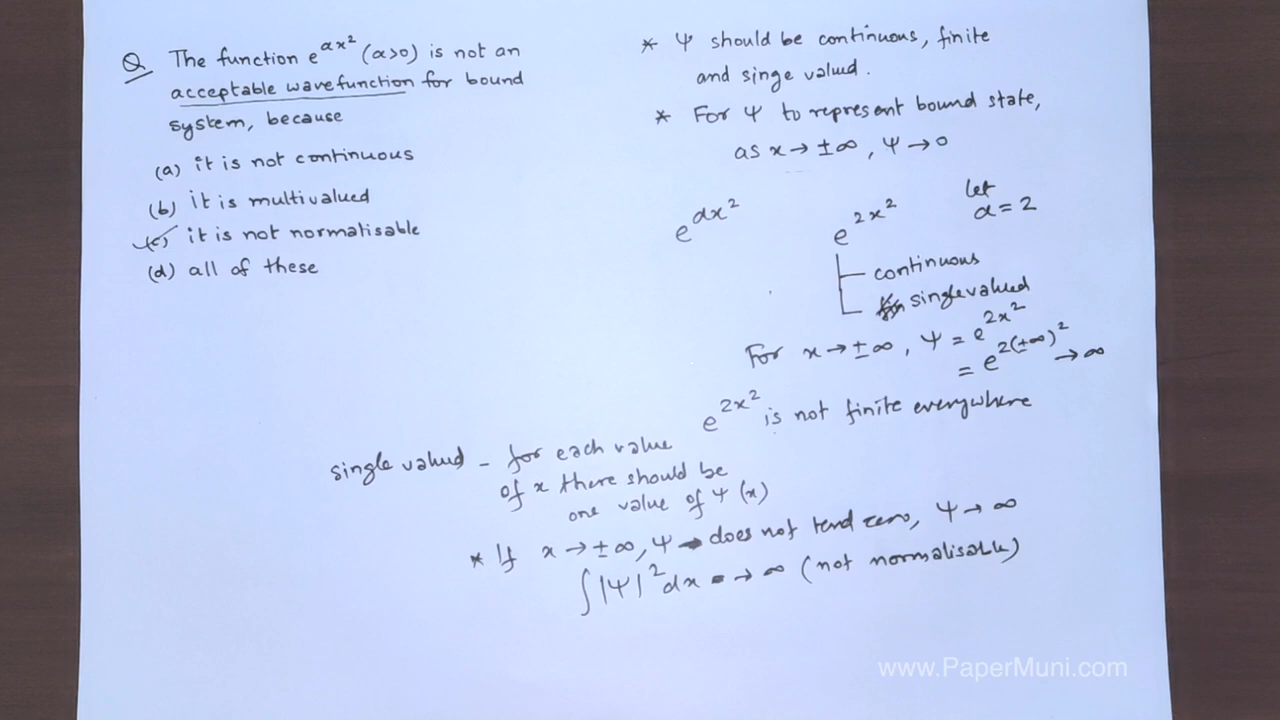 Q The function e^αx² (α>0) is not an
acceptable wavefunction for bound
system, because
(a) it is not continuous
(b) it is multivalued
(c) it is not normalisable
(d) all of these
* Ψ should be continuous, finite
and singe valued.
* For Ψ to represent bound state,
as x → ±∞, Ψ → 0
e^αx²
e^2x²
let
α = 2
continuous
singlevalued
For x → ±∞, Ψ = e^2x²
= e^2(±∞)² → ∞
e^2x² is not finite everywhere
single valued - for each value
of x there should be
one value of Ψ(x)
* If x → ±∞, Ψ does not tend zero, Ψ → ∞
∫|Ψ|² dx → ∞ (not normalisable)
www.PaperMuni.com